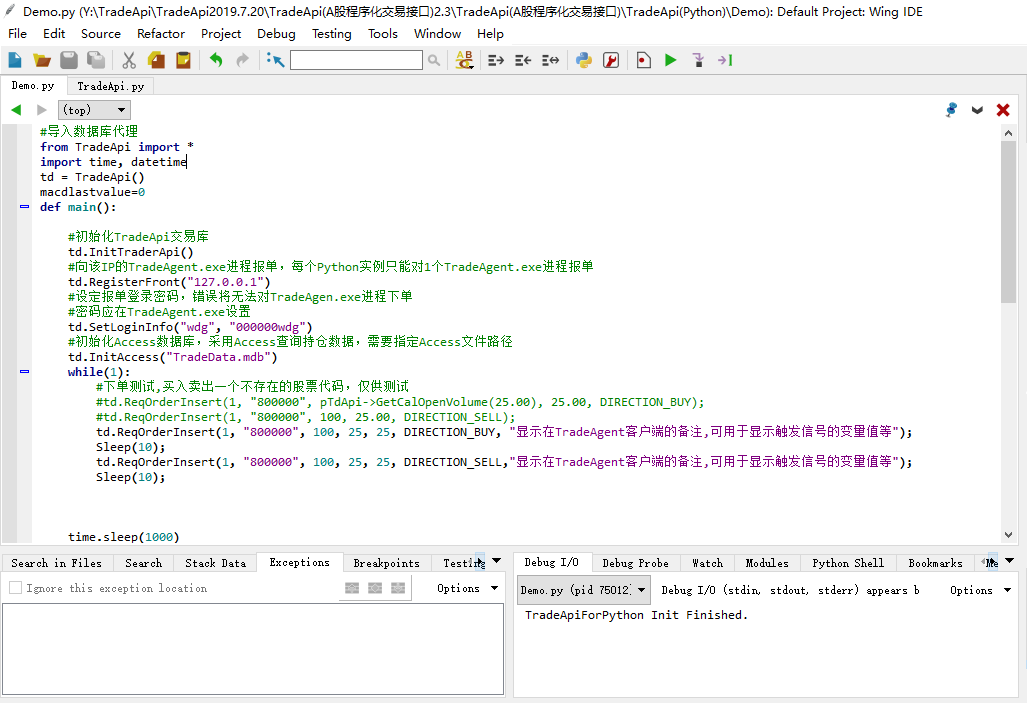 Demo.py (Y:\TradeApi\TradeApi2019.7.20\TradeApi(A股程序化交易接口)2.3\TradeApi(A股程序化交易接口)\TradeApi(Python)\Demo): Default Project: Wing IDE
File Edit Source Refactor Project Debug Testing Tools Window Help
Demo.py TradeApi.py
(top)
#导入数据库代理
from TradeApi import *
import time, datetime
td = TradeApi()
macdlastvalue=0
def main():
#初始化TradeApi交易库
td.InitTraderApi()
#向该IP的TradeAgent.exe进程报单，每个Python实例只能对1个TradeAgent.exe进程报单
td.RegisterFront("127.0.0.1")
#设定报单登录密码，错误将无法对TradeAgen.exe进程下单
#密码应在TradeAgent.exe设置
td.SetLoginInfo("wdg", "000000wdg")
#初始化Access数据库，采用Access查询持仓数据，需要指定Access文件路径
td.InitAccess("TradeData.mdb")
while(1):
#下单测试,买入卖出一个不存在的股票代码，仅供测试
#td.ReqOrderInsert(1, "800000", pTdApi->GetCalOpenVolume(25.00), 25.00, DIRECTION_BUY);
#td.ReqOrderInsert(1, "800000", 100, 25.00, DIRECTION_SELL);
td.ReqOrderInsert(1, "800000", 100, 25, 25, DIRECTION_BUY, "显示在TradeAgent客户端的备注,可用于显示触发信号的变量值等");
Sleep(10);
td.ReqOrderInsert(1, "800000", 100, 25, 25, DIRECTION_SELL,"显示在TradeAgent客户端的备注,可用于显示触发信号的变量值等");
Sleep(10);
time.sleep(1000)
Search in Files Search Stack Data Exceptions Breakpoints Testing
Ignore this exception location Options
Debug I/O Debug Probe Watch Modules Python Shell Bookmarks Me
Demo.py (pid 75012) Debug I/O (stdin, stdout, stderr) appears b Options
TradeApiForPython Init Finished.